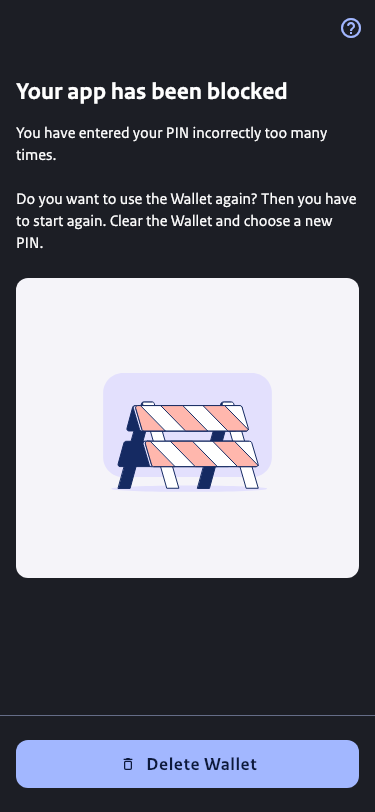 Your app has been blocked
You have entered your PIN incorrectly too many
times.
Do you want to use the Wallet again? Then you have
to start again. Clear the Wallet and choose a new
PIN.
Delete Wallet